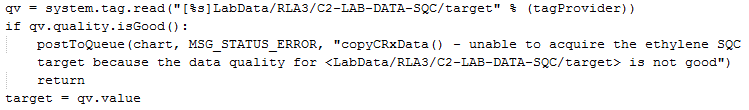 qv = system.tag.read("[%s]LabData/RLA3/C2-LAB-DATA-SQC/target" % (tagProvider))
if qv.quality.isGood():
    postToQueue(chart, MSG_STATUS_ERROR, "copyCRxData() - unable to acquire the ethylene SQC
    target because the data quality for <LabData/RLA3/C2-LAB-DATA-SQC/target> is not good")
    return
target = qv.value